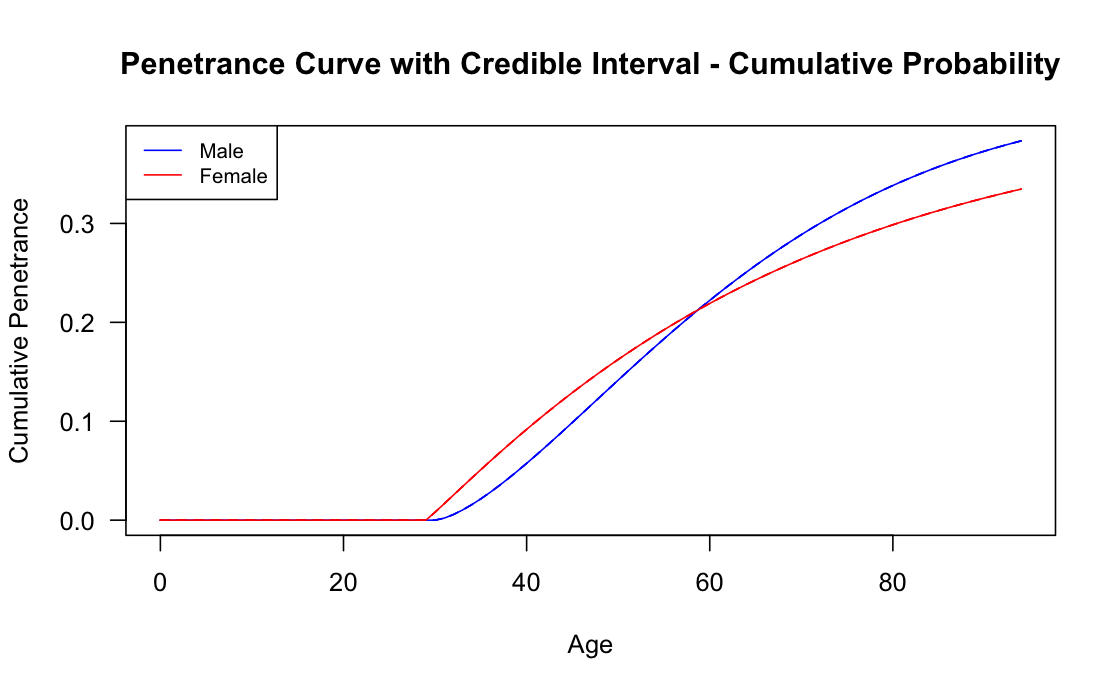 Penetrance Curve with Credible Interval - Cumulative Probability
Male
Female
Cumulative Penetrance
0.3
0.2
0.1
0.0
0 20 40 60 80
Age